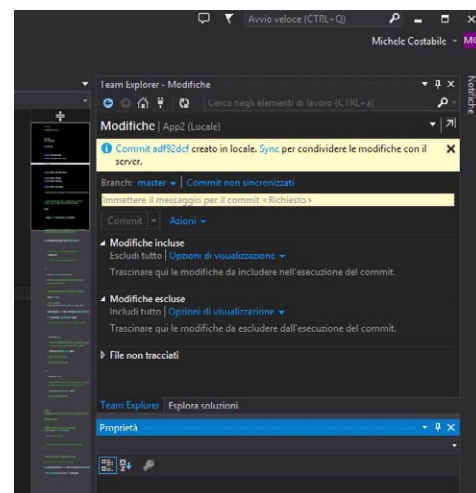 Avvio veloce (CTRL+Q)
Michele Costabile
MC
Notifiche
Team Explorer - Modifiche
Cerca negli elementi di lavoro (CTRL+à)
Modifiche | App2 (Locale)
Commit adf92dcf creato in locale. Sync per condividere le modifiche con il
server.
Branch: master | Commit non sincronizzati
Immettere il messaggio per il commit <Richiesto>
Commit | Azioni
Modifiche incluse
Escludi tutto | Opzioni di visualizzazione
Trascinare qui le modifiche da includere nell'esecuzione del commit.
Modifiche escluse
Includi tutto | Opzioni di visualizzazione
Trascinare qui le modifiche da escludere dall'esecuzione del commit.
File non tracciati
Team Explorer Esplora soluzioni
Proprietà